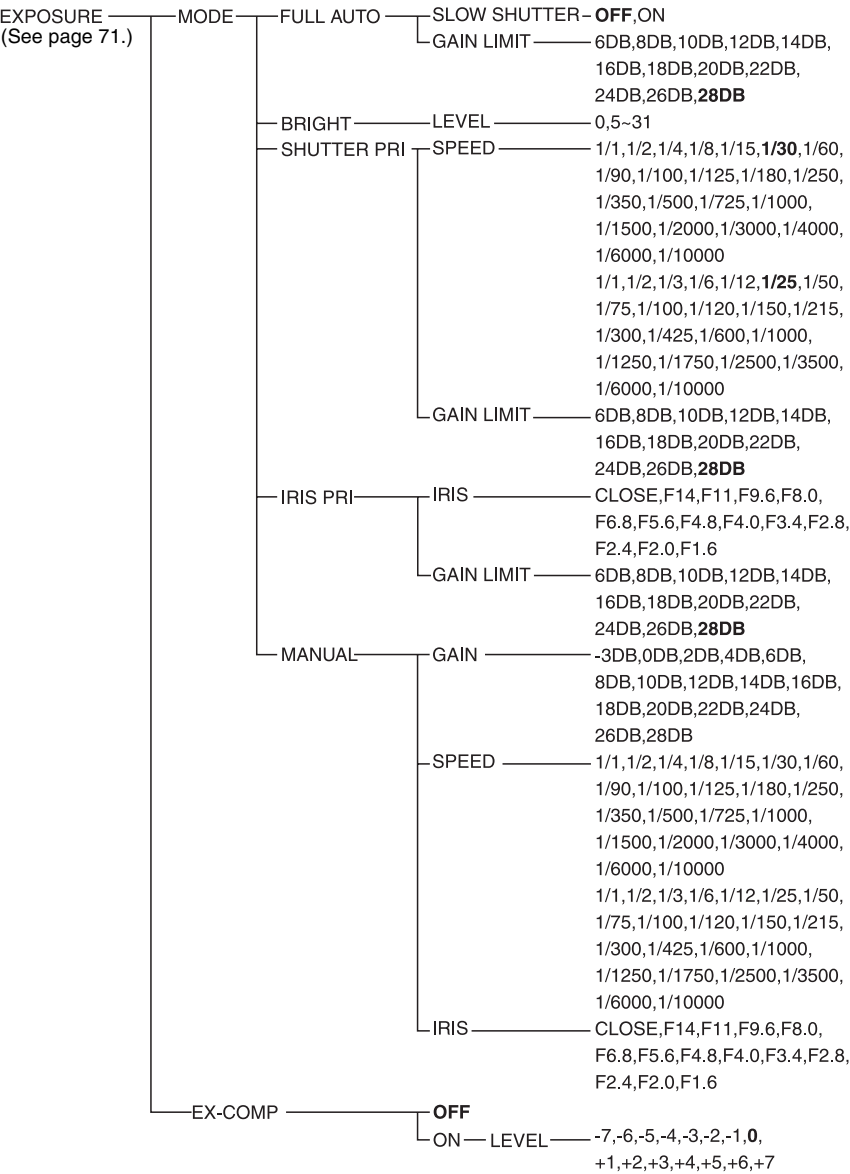 EXPOSURE MODE FULL AUTO SLOW SHUTTER OFF,ON
(See page 71.) GAIN LIMIT 6DB,8DB,10DB,12DB,14DB,
16DB,18DB,20DB,22DB,
24DB,26DB,28DB
BRIGHT LEVEL 0,5~31
SHUTTER PRI SPEED 1/1,1/2,1/4,1/8,1/15,1/30,1/60,
1/90,1/100,1/125,1/180,1/250,
1/350,1/500,1/725,1/1000,
1/1500,1/2000,1/3000,1/4000,
1/6000,1/10000
1/1,1/2,1/3,1/6,1/12,1/25,1/50,
1/75,1/100,1/120,1/150,1/215,
1/300,1/425,1/600,1/1000,
1/1250,1/1750,1/2500,1/3500,
1/6000,1/10000
GAIN LIMIT 6DB,8DB,10DB,12DB,14DB,
16DB,18DB,20DB,22DB,
24DB,26DB,28DB
IRIS PRI IRIS CLOSE,F14,F11,F9.6,F8.0,
F6.8,F5.6,F4.8,F4.0,F3.4,F2.8,
F2.4,F2.0,F1.6
GAIN LIMIT 6DB,8DB,10DB,12DB,14DB,
16DB,18DB,20DB,22DB,
24DB,26DB,28DB
MANUAL GAIN -3DB,0DB,2DB,4DB,6DB,
8DB,10DB,12DB,14DB,16DB,
18DB,20DB,22DB,24DB,
26DB,28DB
SPEED 1/1,1/2,1/4,1/8,1/15,1/30,1/60,
1/90,1/100,1/125,1/180,1/250,
1/350,1/500,1/725,1/1000,
1/1500,1/2000,1/3000,1/4000,
1/6000,1/10000
1/1,1/2,1/3,1/6,1/12,1/25,1/50,
1/75,1/100,1/120,1/150,1/215,
1/300,1/425,1/600,1/1000,
1/1250,1/1750,1/2500,1/3500,
1/6000,1/10000
IRIS CLOSE,F14,F11,F9.6,F8.0,
F6.8,F5.6,F4.8,F4.0,F3.4,F2.8,
F2.4,F2.0,F1.6
EX-COMP OFF
ON LEVEL -7,-6,-5,-4,-3,-2,-1,0,
+1,+2,+3,+4,+5,+6,+7